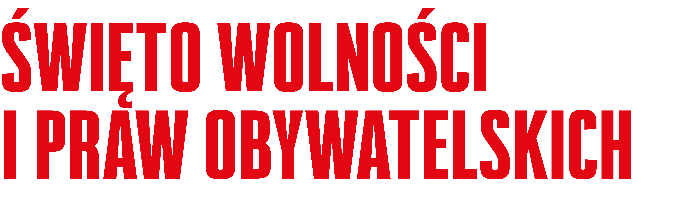 ŚWIĘTO WOLNOŚCI
I PRAW OBYWATELSKICH